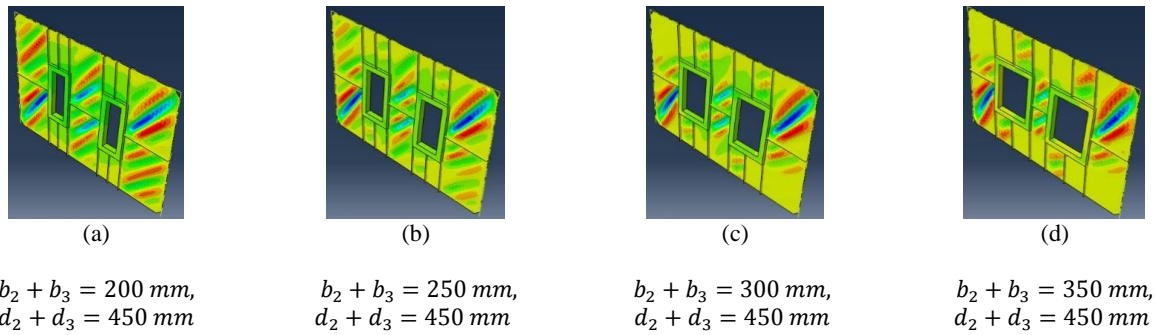 (a) (b) (c) (d)
b₂ + b₃ = 200 mm, b₂ + b₃ = 250 mm, b₂ + b₃ = 300 mm, b₂ + b₃ = 350 mm,
d₂ + d₃ = 450 mm d₂ + d₃ = 450 mm d₂ + d₃ = 450 mm d₂ + d₃ = 450 mm